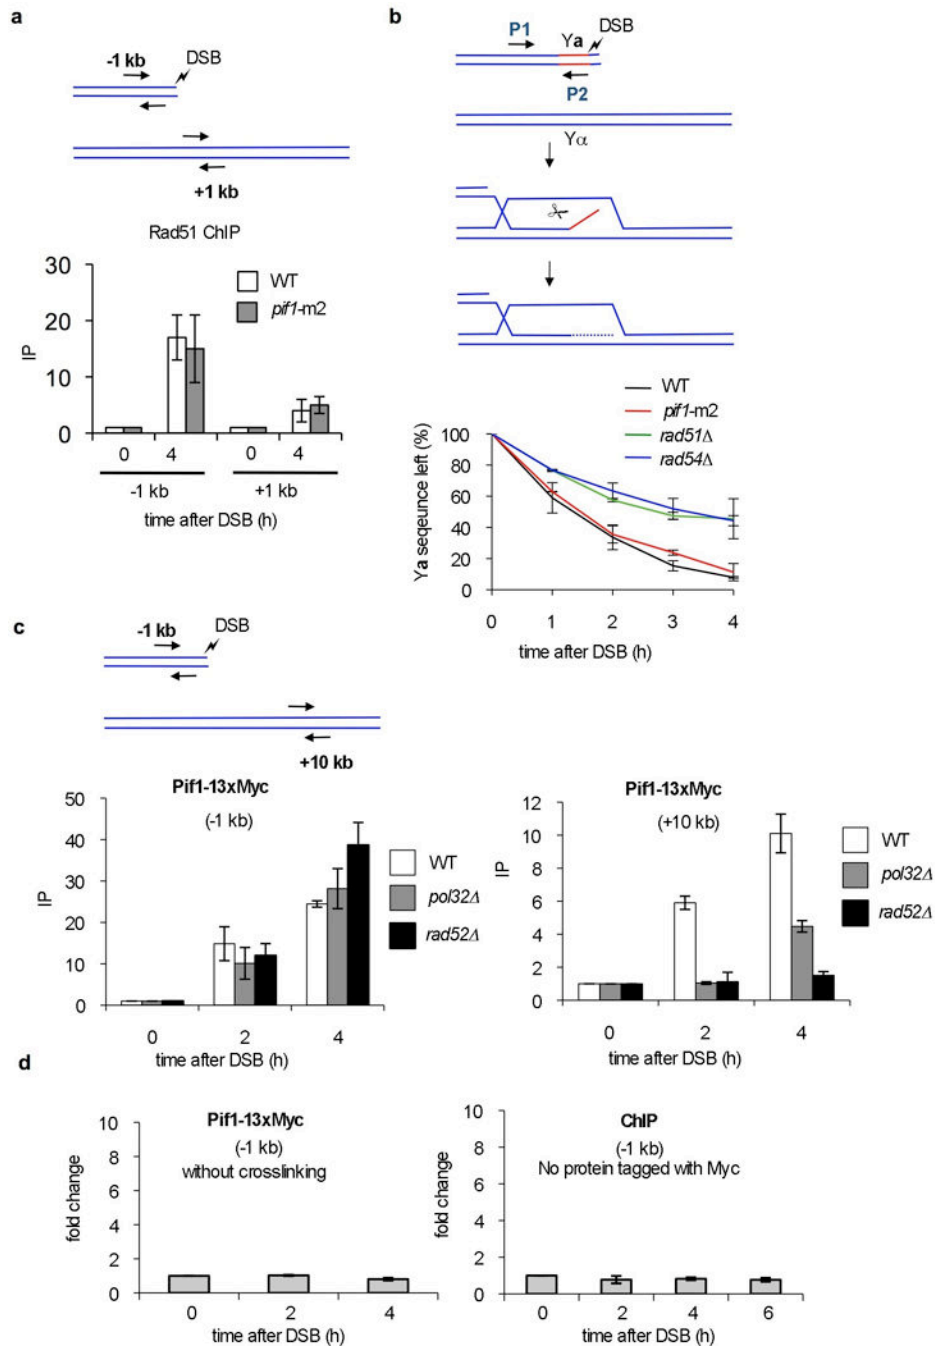 a
-1 kb
DSB
+1 kb
Rad51 ChIP
30
20
10
0
IP
WT
pif1-m2
0 4 0 4
-1 kb +1 kb
time after DSB (h)
b
P1
Ya
DSB
P2
Yα
WT
pif1-m2
rad51Δ
rad54Δ
100
80
60
40
20
0
Ya seqeunce left (%)
0 1 2 3 4
time after DSB (h)
c
-1 kb
DSB
+10 kb
Pif1-13xMyc
(-1 kb)
50
40
30
20
10
0
IP
WT
pol32Δ
rad52Δ
0 2 4
time after DSB (h)
Pif1-13xMyc
(+10 kb)
12
10
8
6
4
2
0
IP
WT
pol32Δ
rad52Δ
0 2 4
time after DSB (h)
d
Pif1-13xMyc
(-1 kb)
without crosslinking
10
8
6
4
2
0
fold change
0 2 4
time after DSB (h)
ChIP
(-1 kb)
No protein tagged with Myc
10
8
6
4
2
0
fold change
0 2 4 6
time after DSB (h)